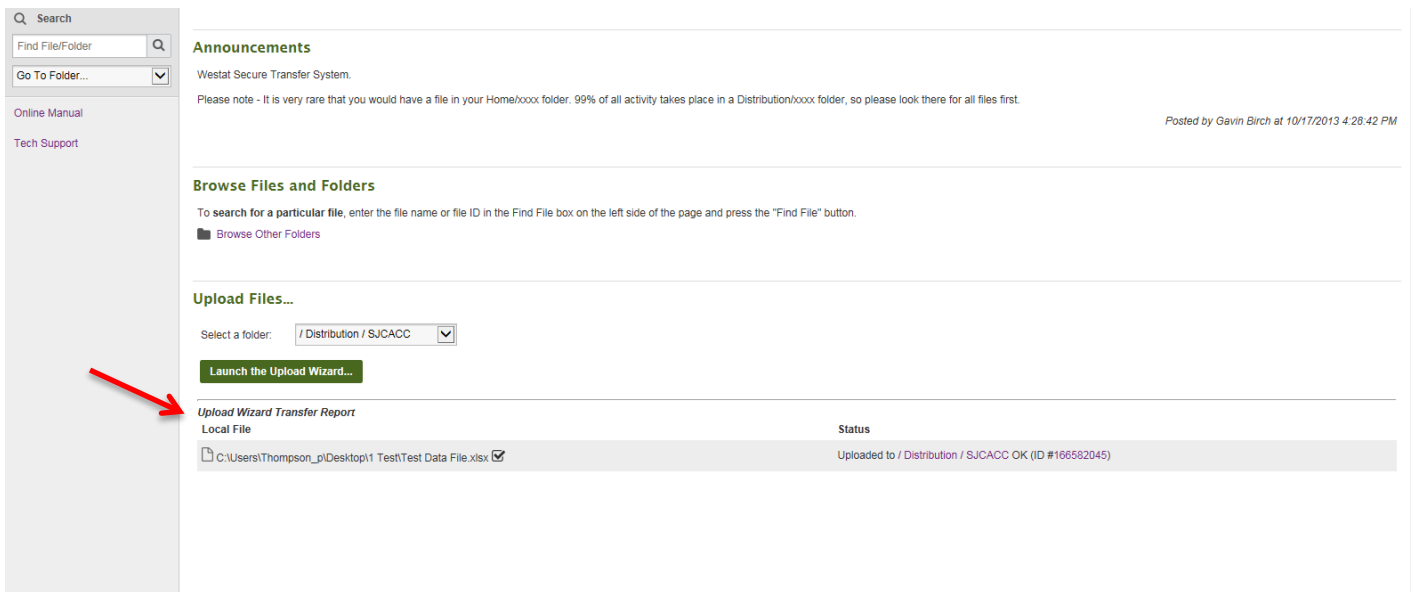 Search
Find File/Folder
Go To Folder...
Online Manual
Tech Support
Announcements
Westat Secure Transfer System.
Please note - It is very rare that you would have a file in your Home/xxxx folder. 99% of all activity takes place in a Distribution/xxxx folder, so please look there for all files first.
Posted by Gavin Birch at 10/17/2013 4:28:42 PM
Browse Files and Folders
To search for a particular file, enter the file name or file ID in the Find File box on the left side of the page and press the "Find File" button.
Browse Other Folders
Upload Files...
Select a folder: / Distribution / SJCACC
Launch the Upload Wizard...
Upload Wizard Transfer Report
Local File Status
C:\Users\Thompson_p\Desktop\1 Test\Test Data File.xlsx Uploaded to / Distribution / SJCACC OK (ID #166582045)